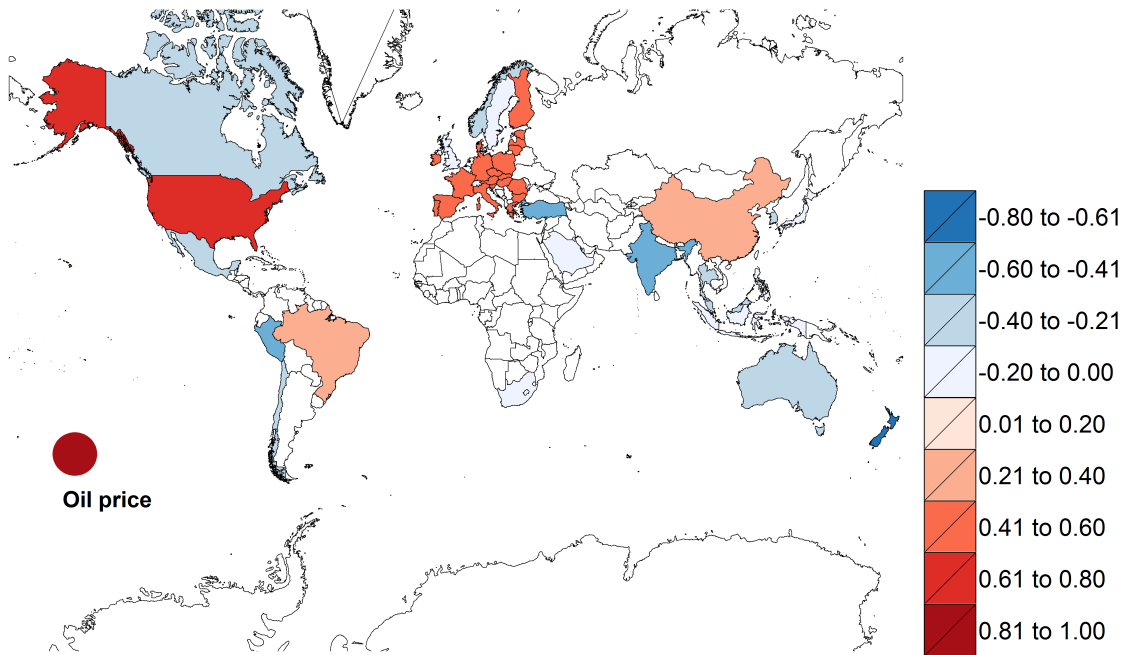 -0.80 to -0.61
-0.60 to -0.41
-0.40 to -0.21
-0.20 to 0.00
0.01 to 0.20
0.21 to 0.40
0.41 to 0.60
0.61 to 0.80
0.81 to 1.00
Oil price